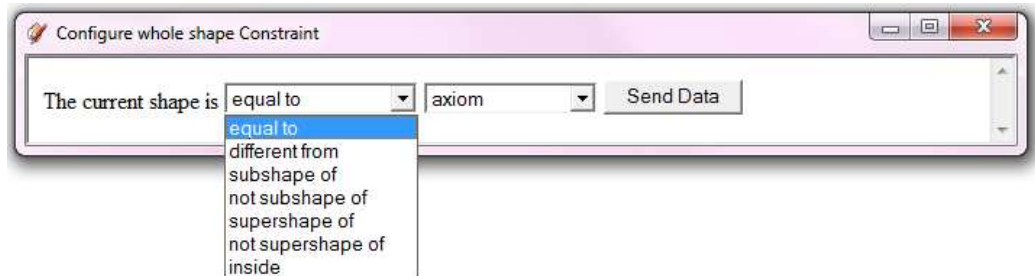 Configure whole shape Constraint
The current shape is equal to axiom Send Data
equal to
different from
subshape of
not subshape of
supershape of
not supershape of
inside